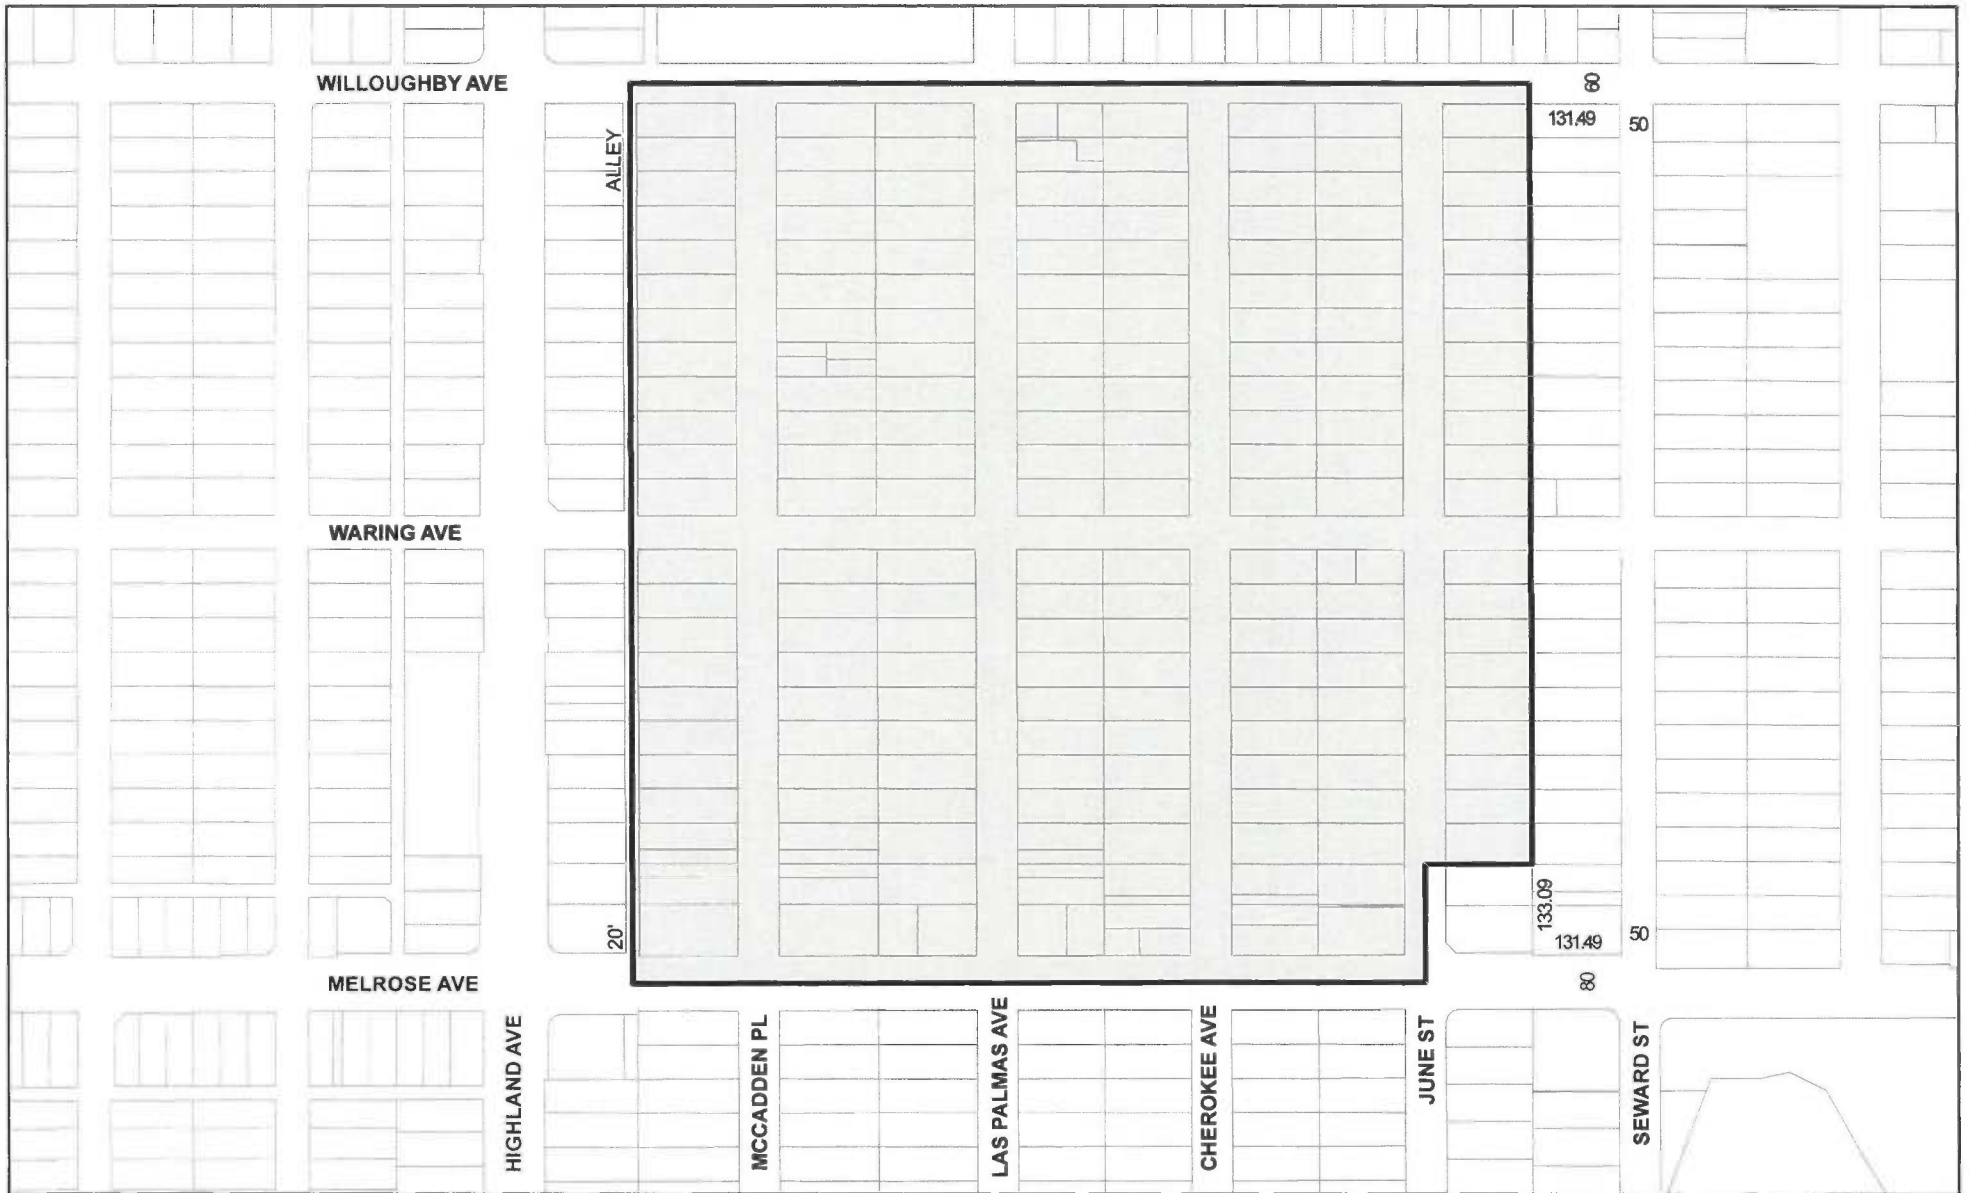 WILLOUGHBY AVE
60
131.49
50
ALLEY
WARING AVE
133.09
20'
131.49
50
MELROSE AVE
80
HIGHLAND AVE
MCCADDEN PL
LAS PALMAS AVE
CHEROKEE AVE
JUNE ST
SEWARD ST